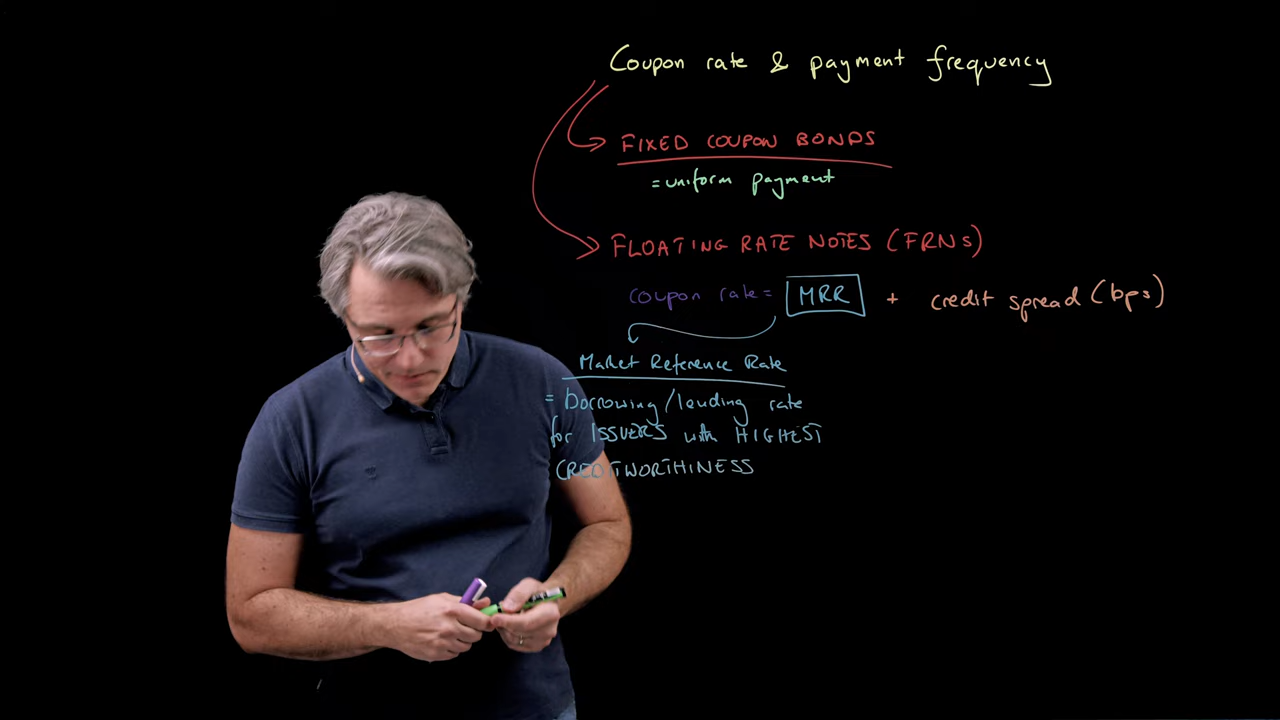 Coupon rate & payment frequency
FIXED COUPON BONDS
= uniform payment
FLOATING RATE NOTES (FRNs)
coupon rate = MRR + credit spread (bps)
Market Reference Rate
= borrowing/lending rate
for ISSUERS with HIGHEST
CREDITWORTHINESS